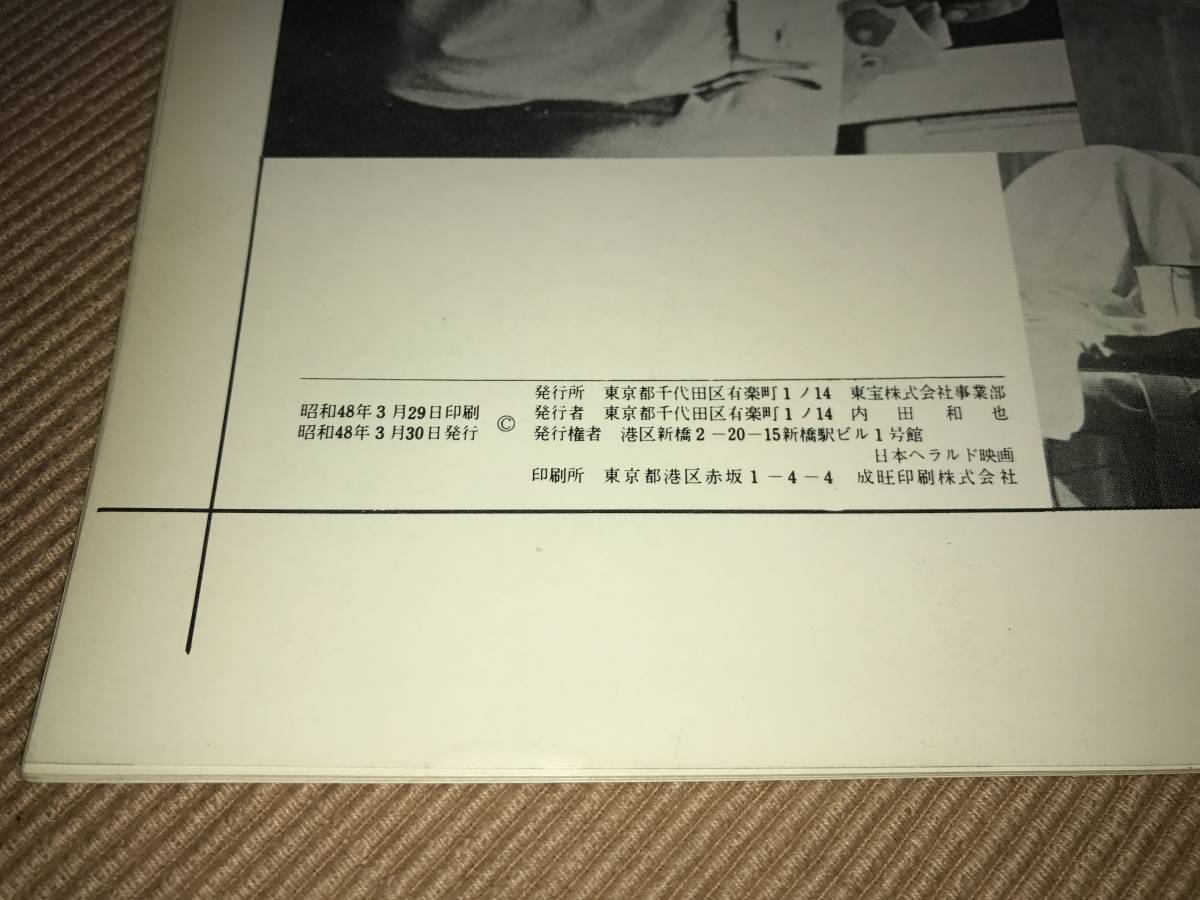 昭和48年3月29日印刷
昭和48年3月30日発行
©
発行所 東京都千代田区有楽町1ノ14 東宝株式会社事業部
発行者 東京都千代田区有楽町1ノ14 内田和也
発行権者 港区新橋2-20-15新橋駅ビル1号館
日本ヘラルド映画
印刷所 東京都港区赤坂1-4-4 成旺印刷株式会社